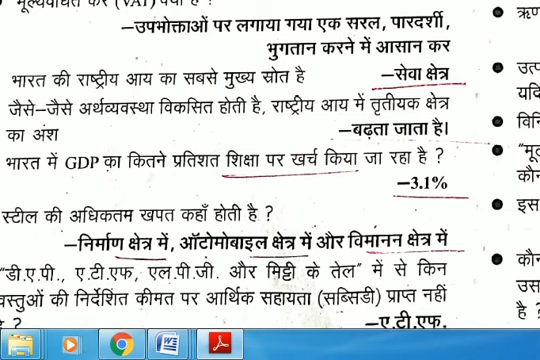 मूल्यवर्धित कर (VAT) क्या है ?
–उपभोक्ताओं पर लगाया गया एक सरल, पारदर्शी,
भुगतान करने में आसान कर
भारत की राष्ट्रीय आय का सबसे मुख्य स्रोत है –सेवा क्षेत्र
जैसे–जैसे अर्थव्यवस्था विकसित होती है, राष्ट्रीय आय में तृतीयक क्षेत्र
का अंश –बढ़ता जाता है।
भारत में GDP का कितने प्रतिशत शिक्षा पर खर्च किया जा रहा है ?
–3.1%
स्टील की अधिकतम खपत कहाँ होती है ?
–निर्माण क्षेत्र में, ऑटोमोबाइल क्षेत्र में और विमानन क्षेत्र में
"डी.ए.पी., ए.टी.एफ, एल.पी.जी. और मिट्टी के तेल" में से किन
वस्तुओं की निर्देशित कीमत पर आर्थिक सहायता (सब्सिडी) प्राप्त नहीं
है ? –ए.टी.एफ.
ऋण
उत्प
यदि
विनि
"मूल
कौन
इस
कौन
उस
है ?